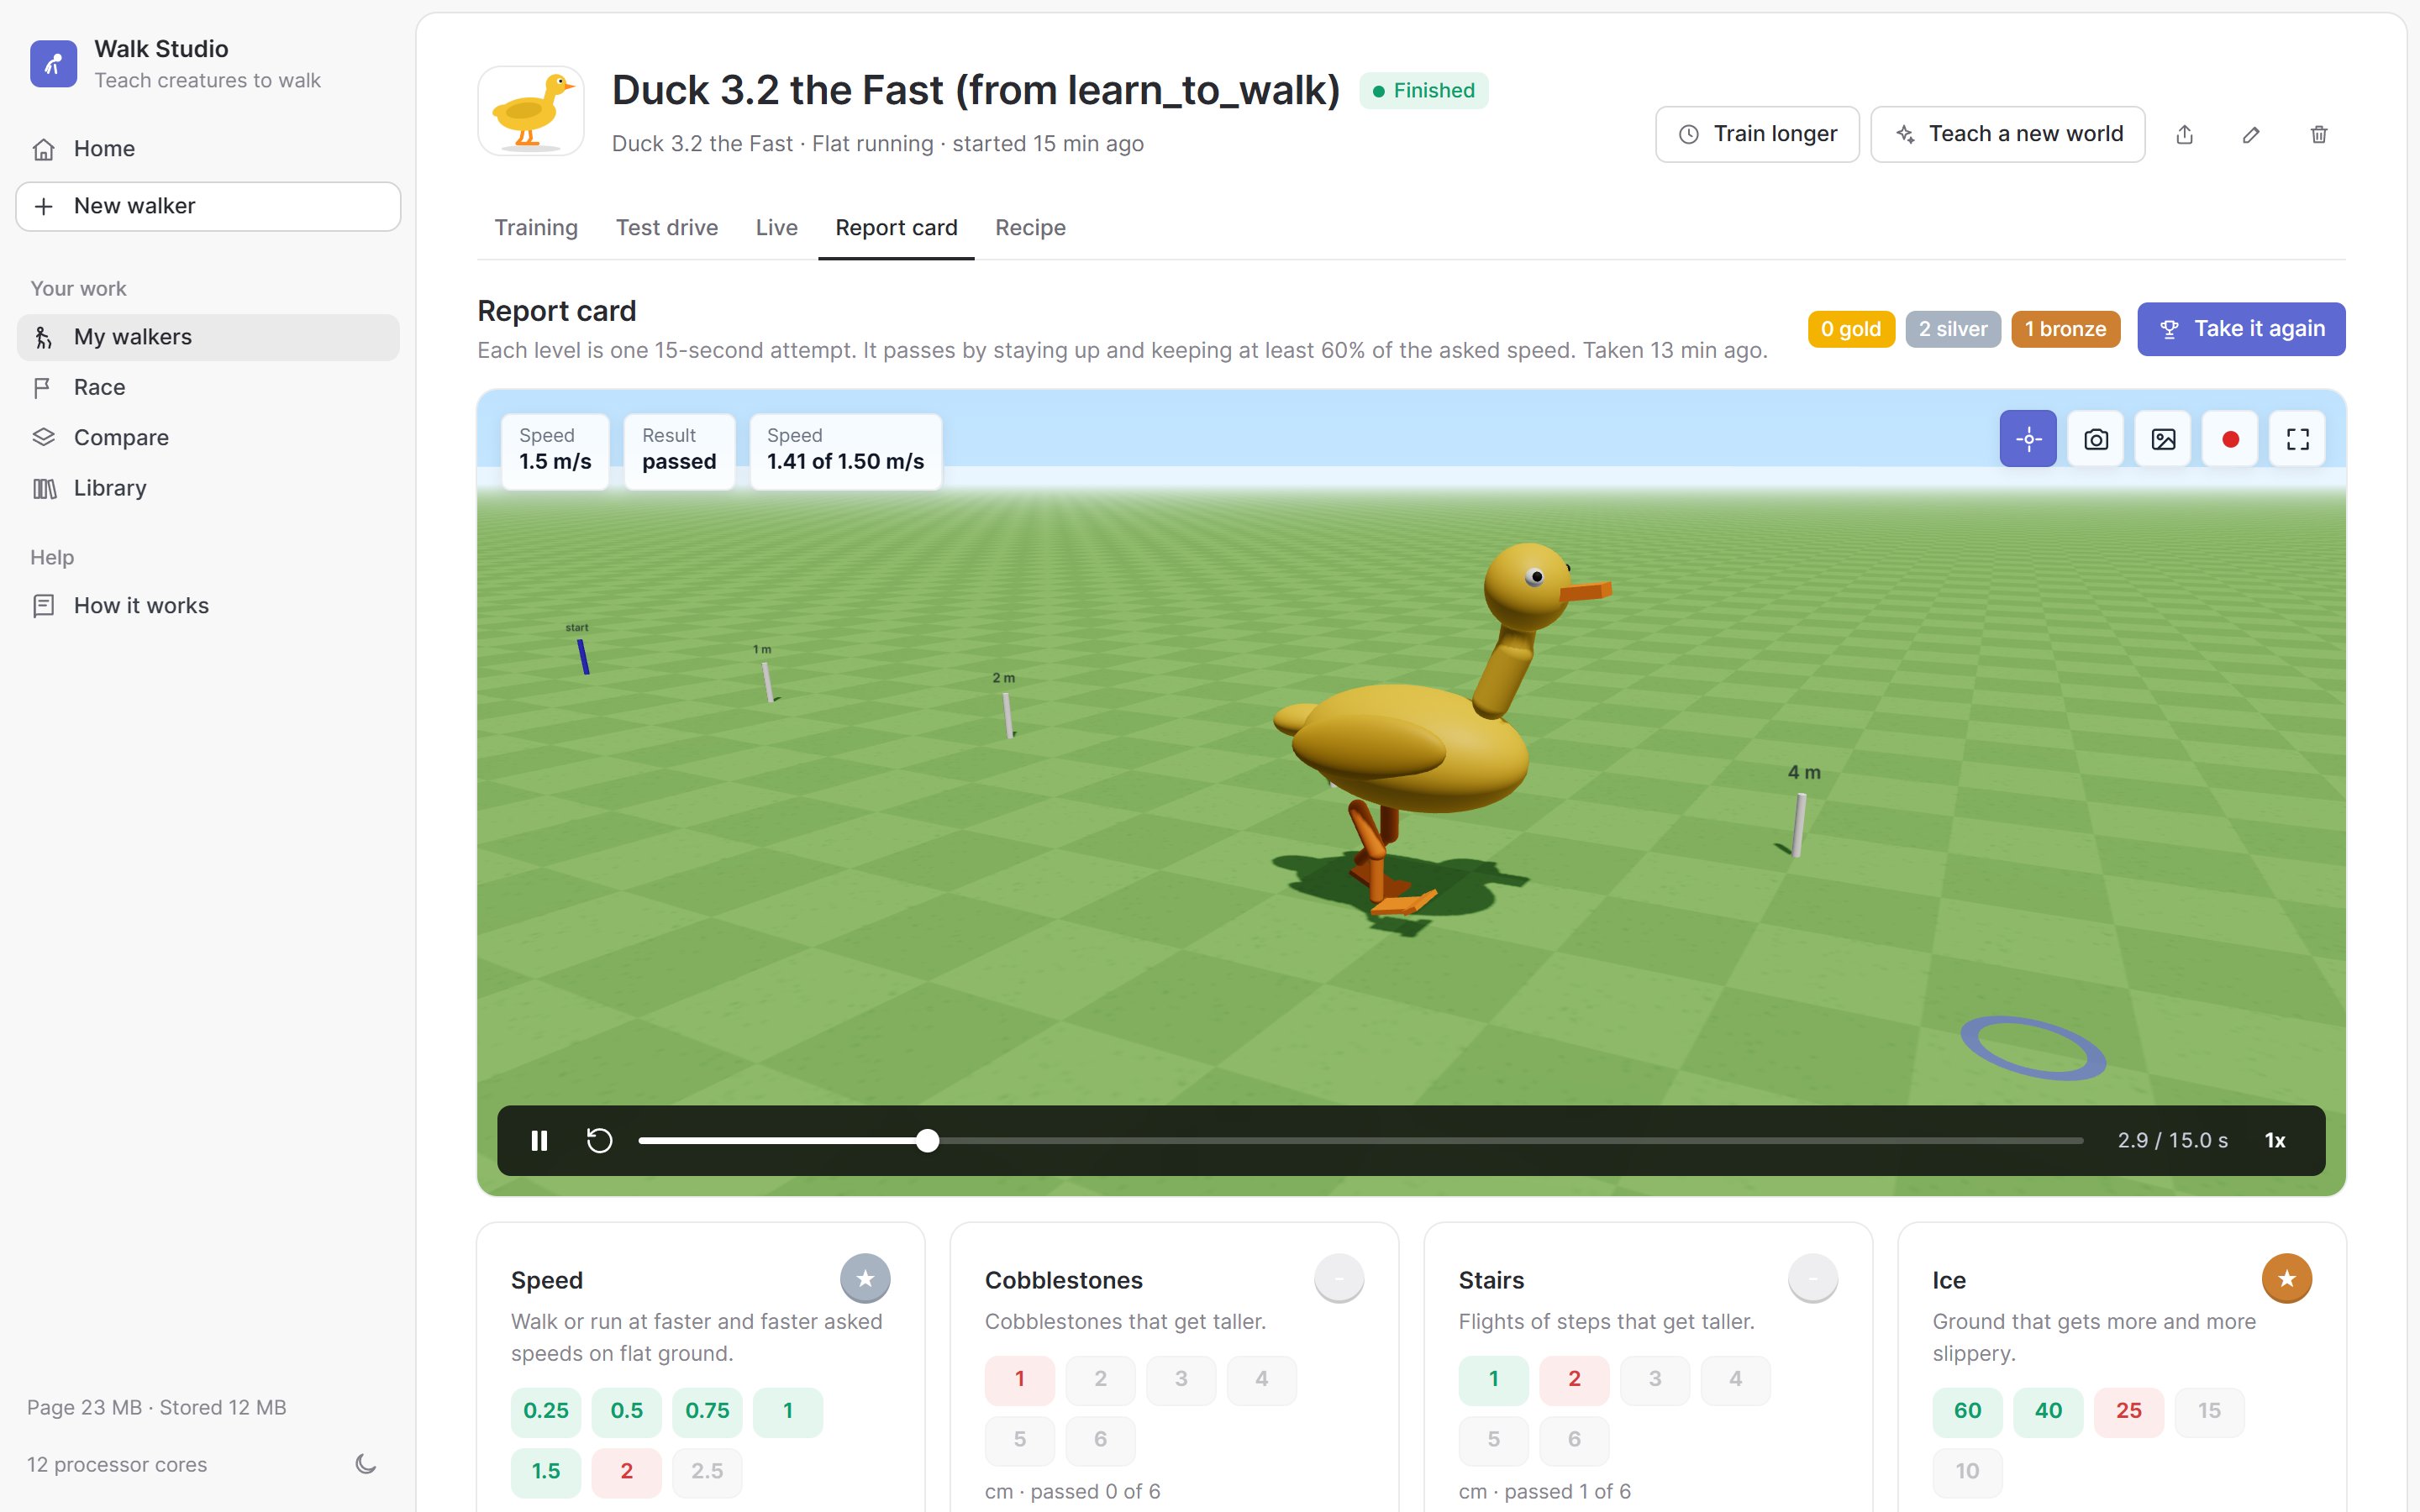 Walk Studio
Teach creatures to walk
Home
New walker
Your work
My walkers
Race
Compare
Library
Help
How it works
Page 23 MB · Stored 12 MB
12 processor cores
Duck 3.2 the Fast (from learn_to_walk)
Finished
Duck 3.2 the Fast · Flat running · started 15 min ago
Train longer
Teach a new world
Training
Test drive
Live
Report card
Recipe
Report card
Each level is one 15-second attempt. It passes by staying up and keeping at least 60% of the asked speed. Taken 13 min ago.
0 gold
2 silver
1 bronze
Take it again
Speed
1.5 m/s
Result
passed
Speed
1.41 of 1.50 m/s
start
1 m
2 m
4 m
2.9 / 15.0 s
1x
Speed
Walk or run at faster and faster asked
speeds on flat ground.
0.25 0.5 0.75 1
1.5 2 2.5
Cobblestones
-
Cobblestones that get taller.
1 2 3 4
5 6
cm · passed 0 of 6
Stairs
-
Flights of steps that get taller.
1 2 3 4
5 6
cm · passed 1 of 6
Ice
Ground that gets more and more
slippery.
60 40 25 15
10